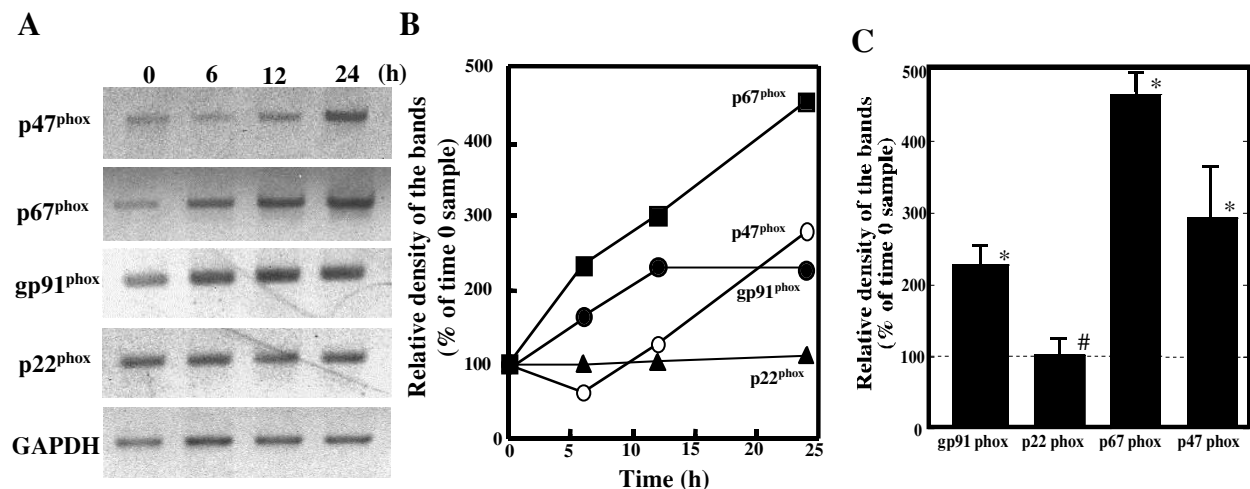 A
0 6 12 24 (h)
p47phox
p67phox
gp91phox
p22phox
GAPDH
B
Relative density of the bands
(% of time 0 sample)
500
400
300
200
100
0
0 5 10 15 20 25
Time (h)
p67phox
p47phox
gp91phox
p22phox
C
Relative density of the bands
(% of time 0 sample)
500
400
300
200
100
0
* # * *
gp91 phox p22 phox p67 phox p47 phox